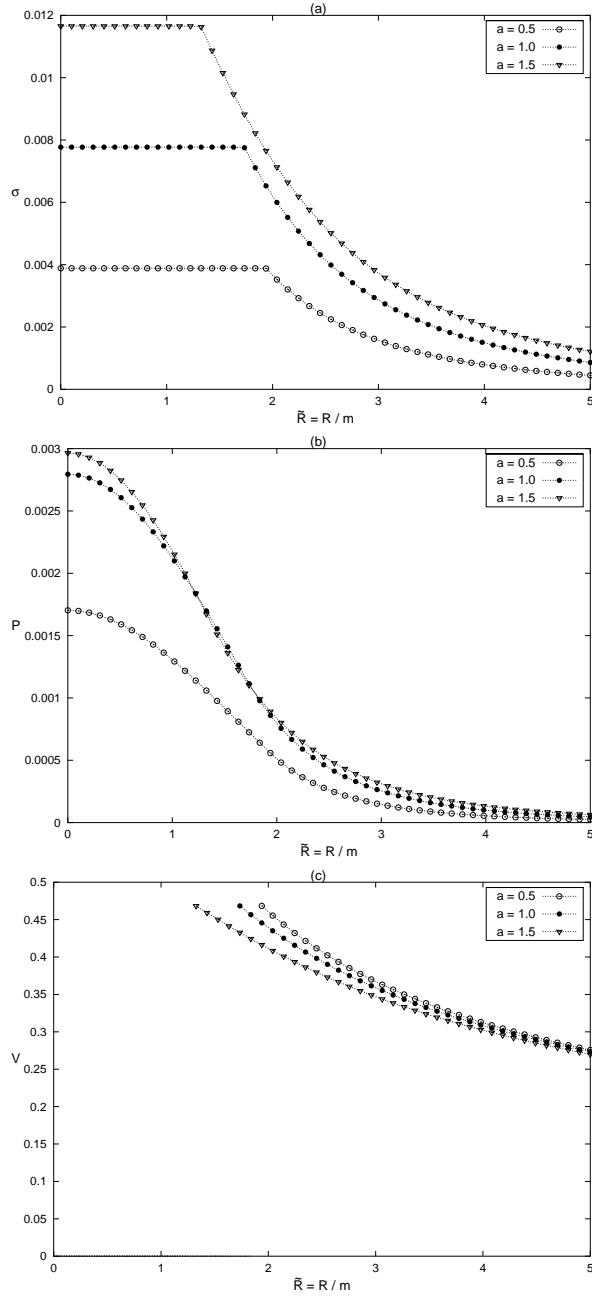 (a)
0.012
0.01
0.008
0.006
0.004
0.002
0
σ
a = 0.5
a = 1.0
a = 1.5
0 1 2 3 4 5
R̃ = R / m
(b)
0.003
0.0025
0.002
0.0015
0.001
0.0005
0
P
a = 0.5
a = 1.0
a = 1.5
0 1 2 3 4 5
R̃ = R / m
(c)
0.5
0.45
0.4
0.35
0.3
0.25
0.2
0.15
0.1
0.05
0
V
a = 0.5
a = 1.0
a = 1.5
0 1 2 3 4 5
R̃ = R / m